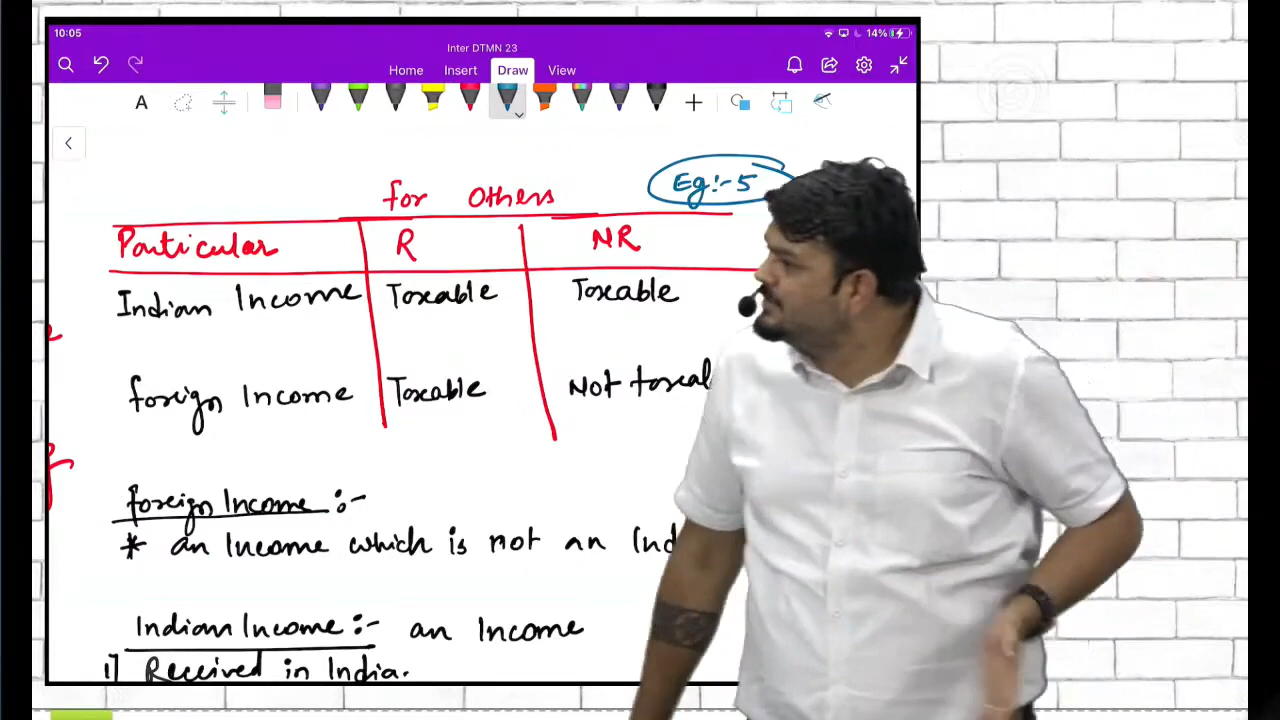 10:05
14%
Inter DTMN 23
Home Insert Draw View
A
Eg:- 5
for Others
Particular R NR
Indian Income Taxable Taxable
foreign Income Taxable Not
foreign Income :-
* an Income which is not an
Indian Income :- an Income
1) Received in India.